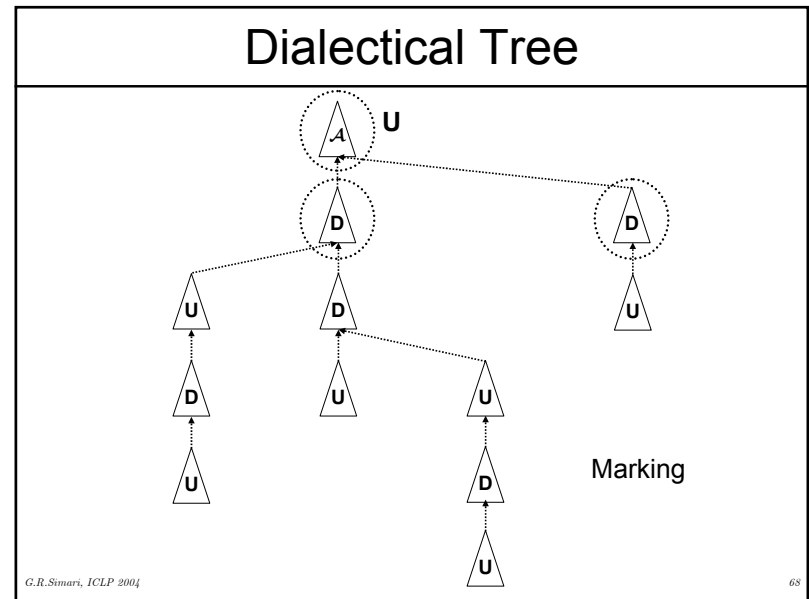 Dialectical Tree
𝒜 U
D D
U D U
D U U
U D Marking
U
G.R.Simari, ICLP 2004 68